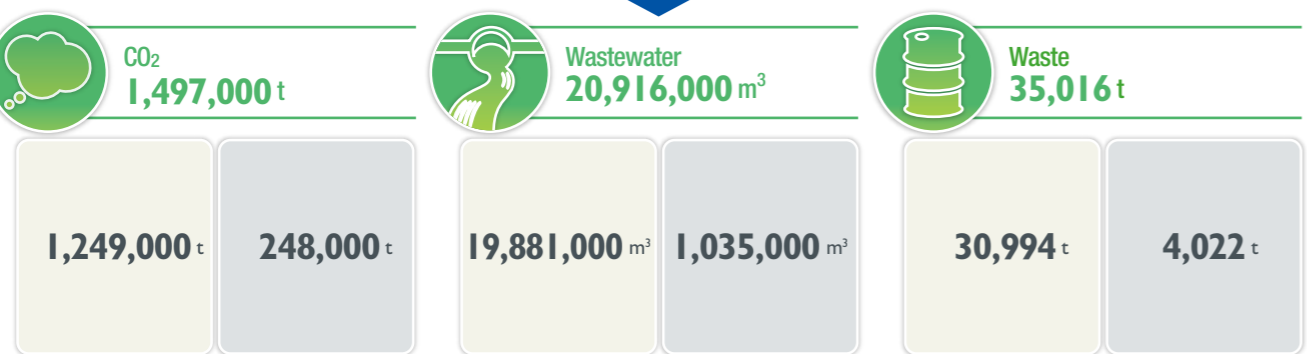 CO₂
1,497,000 t
Wastewater
20,916,000 m³
Waste
35,016 t
1,249,000 t
248,000 t
19,881,000 m³
1,035,000 m³
30,994 t
4,022 t